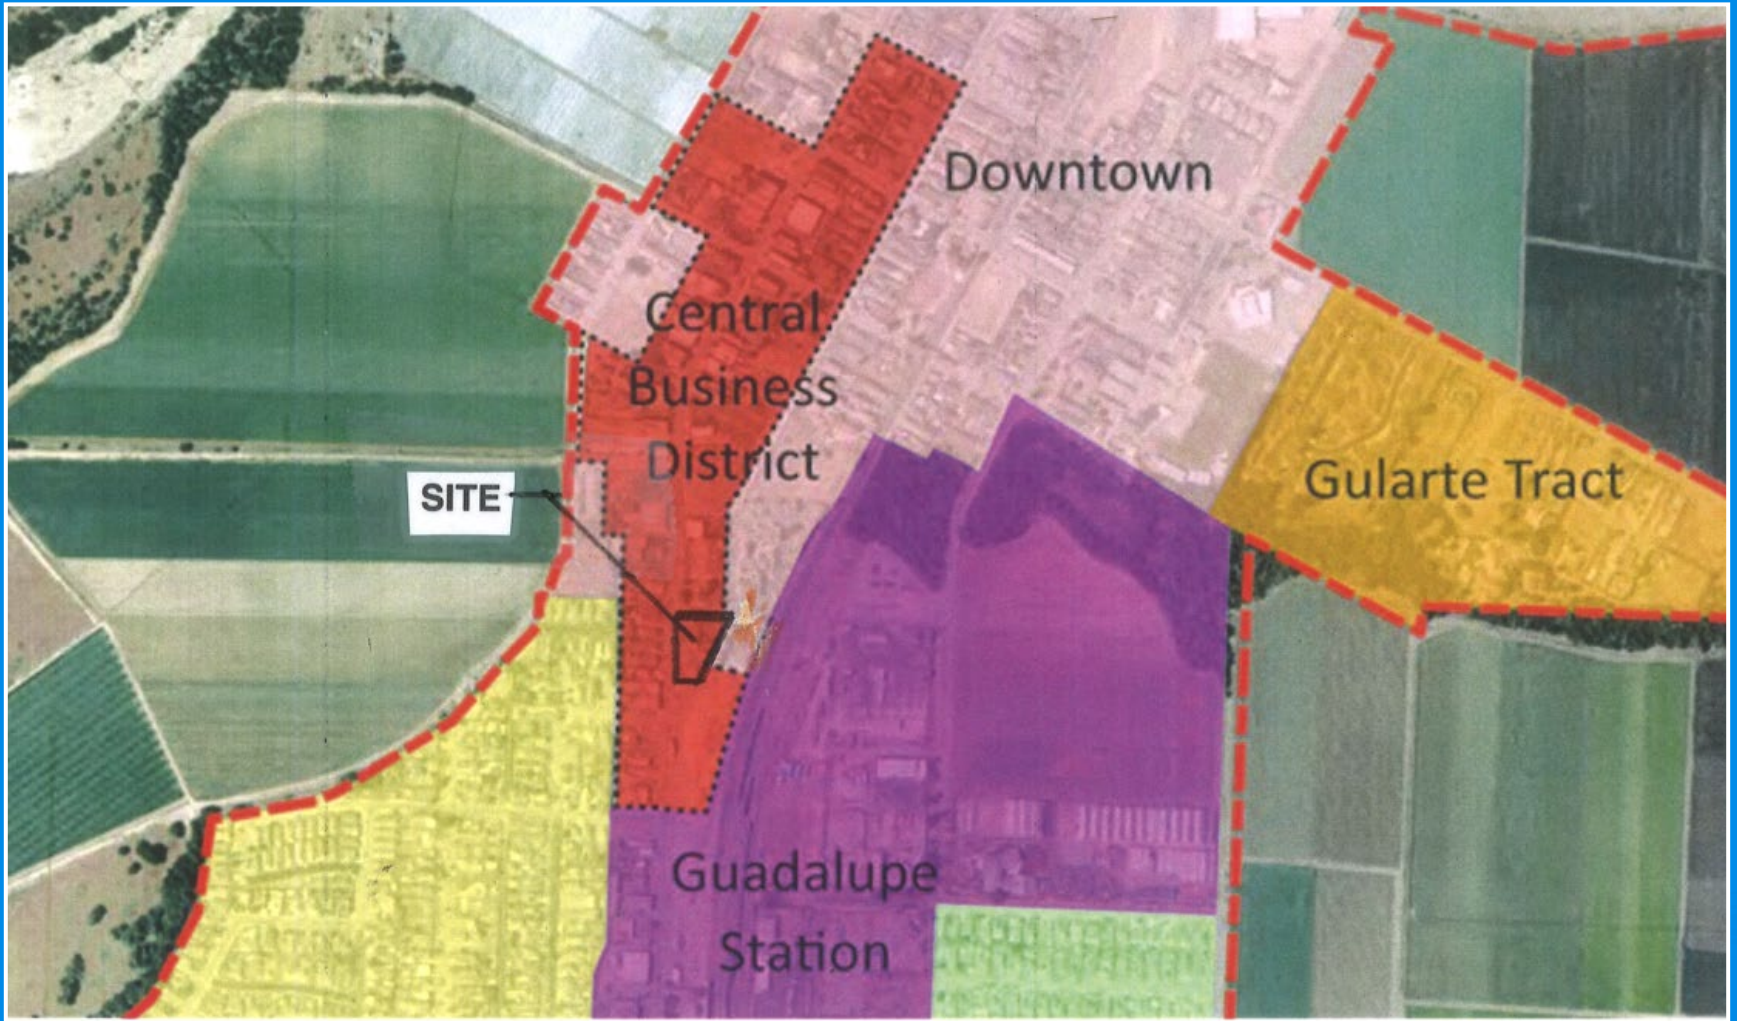 Downtown
Central
Business
District
SITE
Gularte Tract
Guadalupe
Station